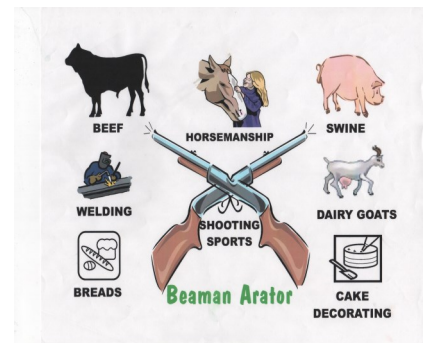 BEEF
HORSEMANSHIP
SWINE
WELDING
SHOOTING
SPORTS
DAIRY GOATS
BREADS
Beaman Arator
CAKE
DECORATING